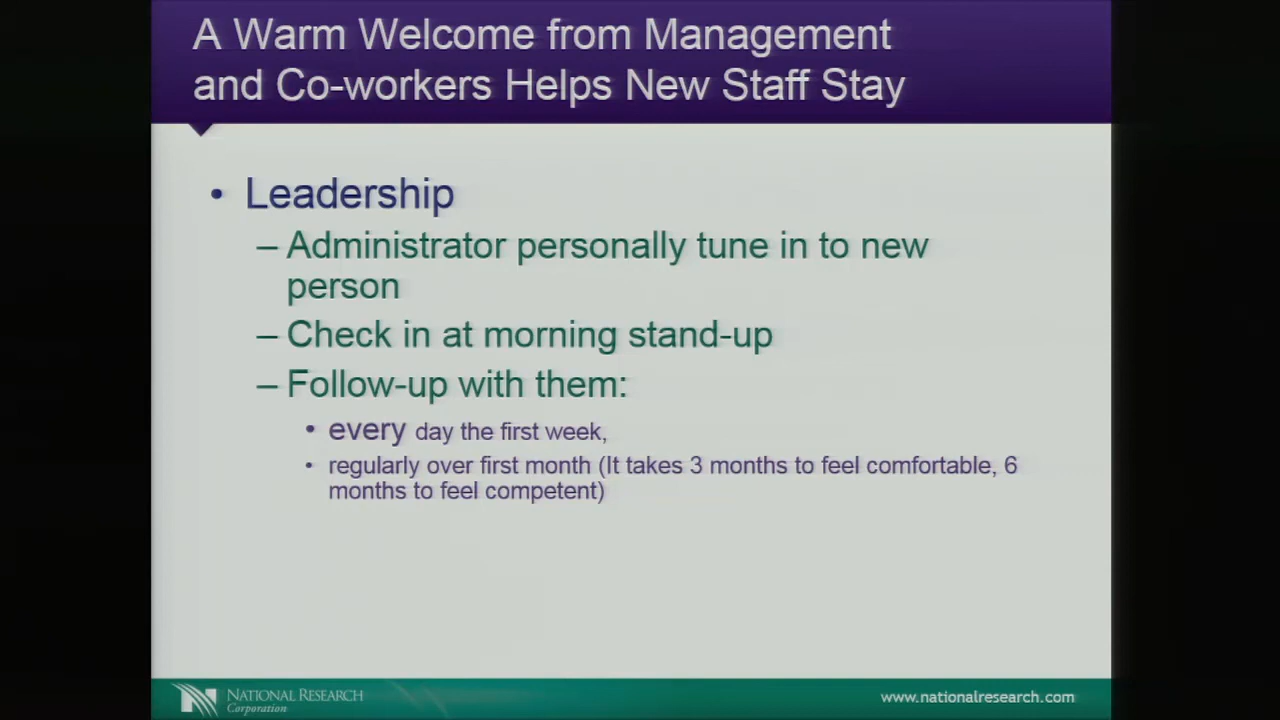 A Warm Welcome from Management
and Co-workers Helps New Staff Stay
• Leadership
– Administrator personally tune in to new
person
– Check in at morning stand-up
– Follow-up with them:
• every day the first week,
• regularly over first month (It takes 3 months to feel comfortable, 6
months to feel competent)
NATIONAL RESEARCH
Corporation
www.nationalresearch.com